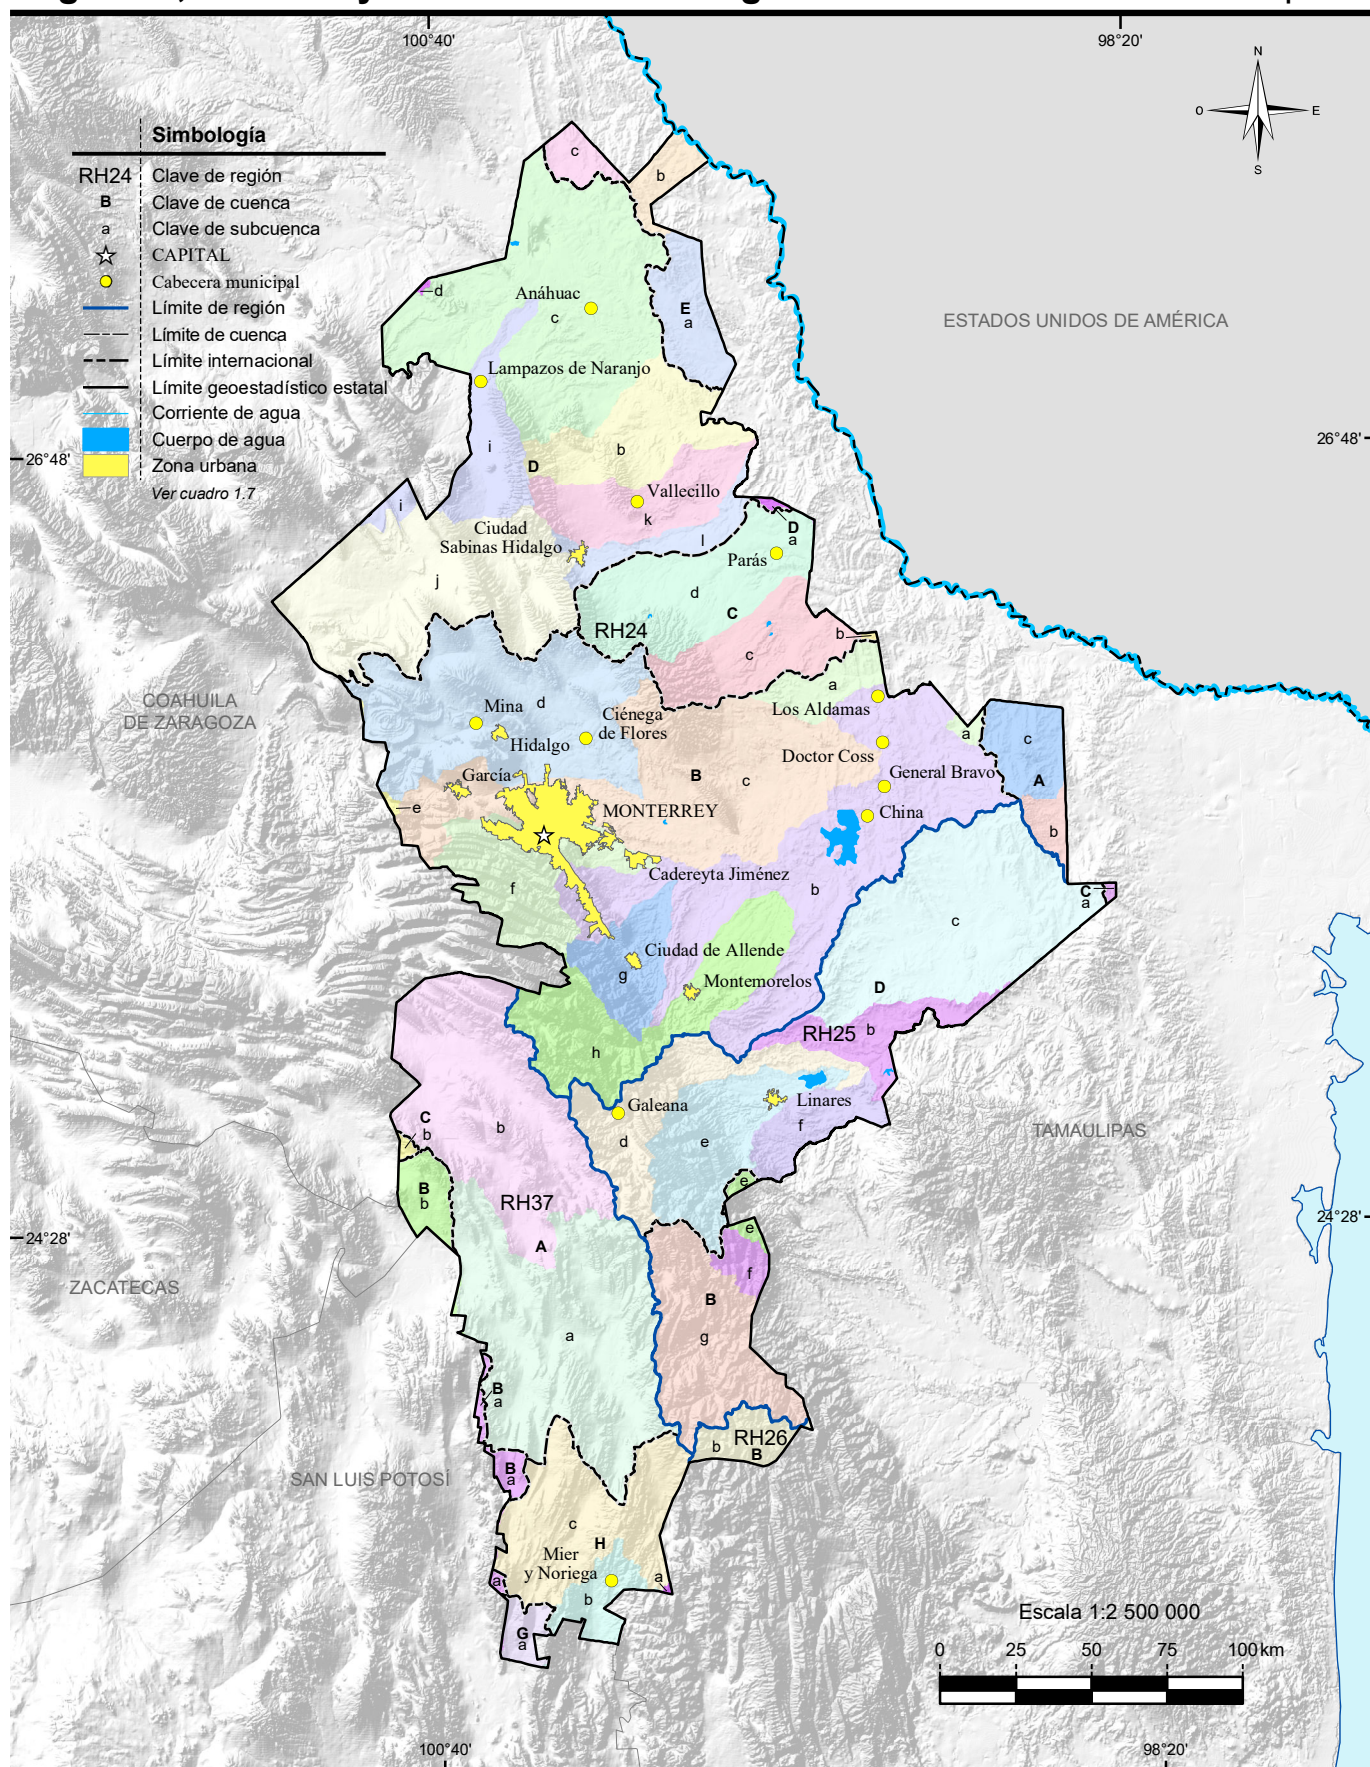 100°40'
98°20'
N
O
E
S
Simbología
RH24 Clave de región
B Clave de cuenca
a Clave de subcuenca
CAPITAL
Cabecera municipal
Límite de región
Límite de cuenca
Límite internacional
Límite geoestadístico estatal
Corriente de agua
Cuerpo de agua
Zona urbana
Ver cuadro 1.7
c
b
d
Anáhuac
c
E
a
ESTADOS UNIDOS DE AMÉRICA
Lampazos de Naranjo
26°48'
26°48'
i
D
b
i
Vallecillo
k
Ciudad
Sabinas Hidalgo
l
D
a
Parás
j
d
C
RH24
b
c
a
COAHUILA
DE ZARAGOZA
Mina
d
Ciénega
de Flores
Los Aldamas
Hidalgo
a
c
Doctor Coss
García
B
c
General Bravo
A
e
MONTERREY
China
b
Cadereyta Jiménez
f
b
C
a
c
Ciudad de Allende
g
Montemorelos
D
RH25
b
h
Galeana
Linares
C
b
b
d
e
f
TAMAULIPAS
B
b
RH37
e
24°28'
24°28'
A
e
ZACATECAS
f
B
a
g
B
a
RH26
b
B
SAN LUIS POTOSÍ
B
a
c
H
Mier
y Noriega
a
a
b
G
a
Escala 1:2 500 000
0
25
50
75
100 km
100°40'
98°20'